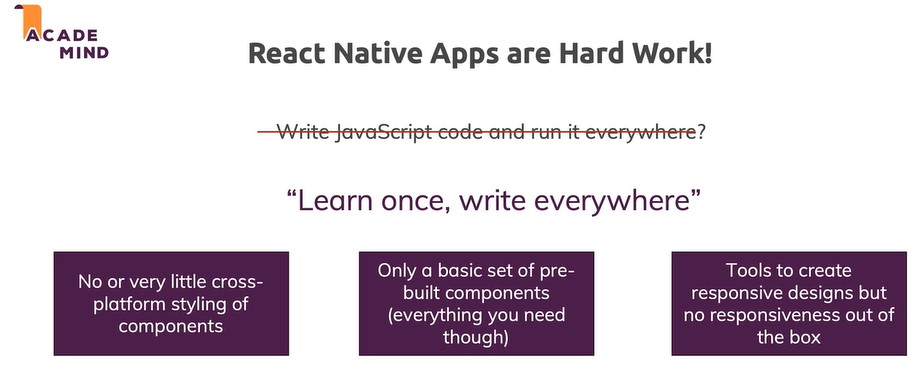 ACADE
MIND
React Native Apps are Hard Work!
Write JavaScript code and run it everywhere?
“Learn once, write everywhere”
No or very little cross-
platform styling of
components
Only a basic set of pre-
built components
(everything you need
though)
Tools to create
responsive designs but
no responsiveness out of
the box